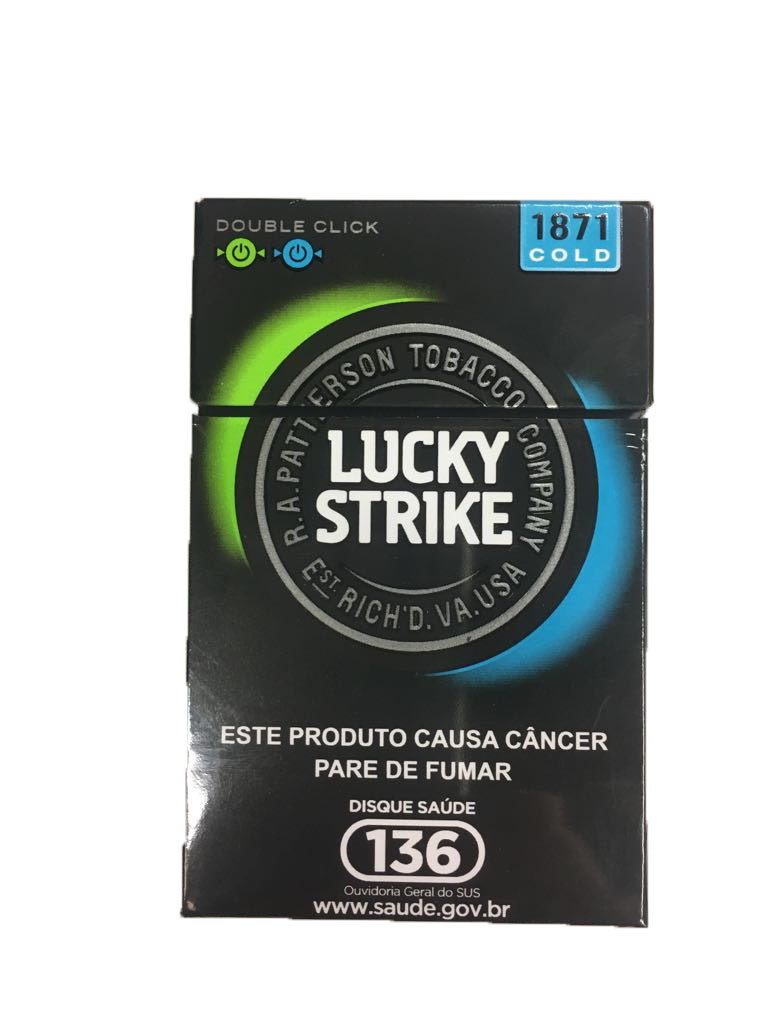 DOUBLE CLICK
1871
COLD
R.A. PATTERSON TOBACCO COMPANY
LUCKY
STRIKE
EST. RICH'D. VA. USA
ESTE PRODUTO CAUSA CÂNCER
PARE DE FUMAR
DISQUE SAÚDE
136
Ouvidoria Geral do SUS
www.saude.gov.br